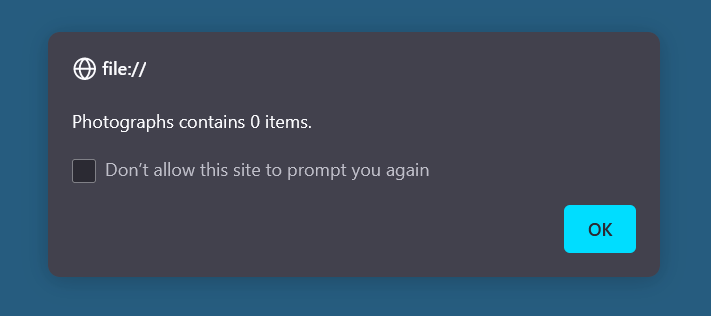 file://
Photographs contains 0 items.
Don't allow this site to prompt you again
OK